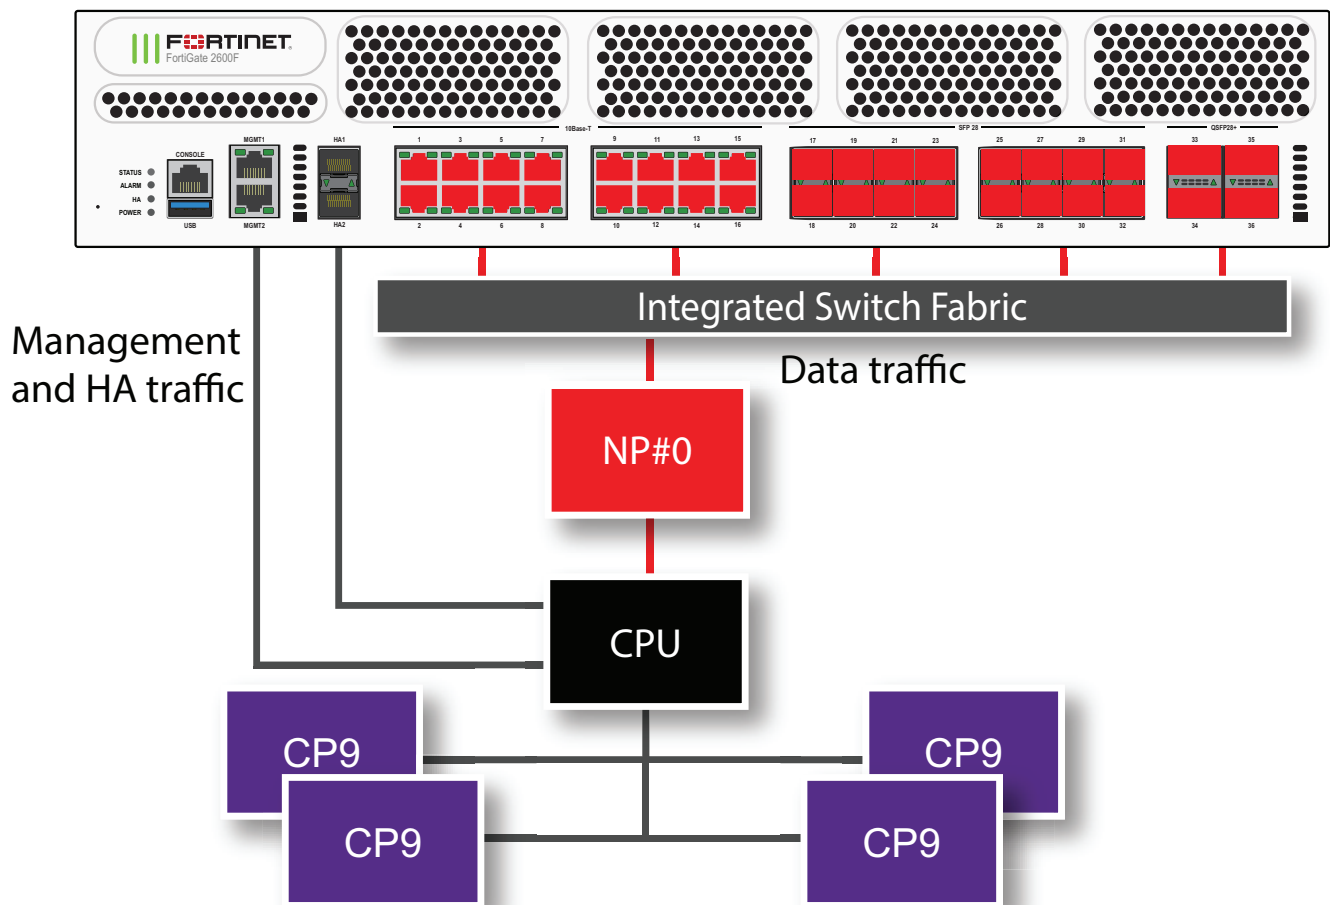 FORTINET
FortiGate 2600F
10Base-T
SFP 28
QSFP28+
MGMT1
HA1
1 3 5 7
9 11 13 15
17 19 21 23
25 27 29 31
33 35
CONSOLE
STATUS
ALARM
HA
POWER
USB
MGMT2
HA2
2 4 6 8
10 12 14 16
18 20 22 24
26 28 30 32
34 36
Integrated Switch Fabric
Management
and HA traffic
Data traffic
NP#0
CPU
CP9
CP9
CP9
CP9